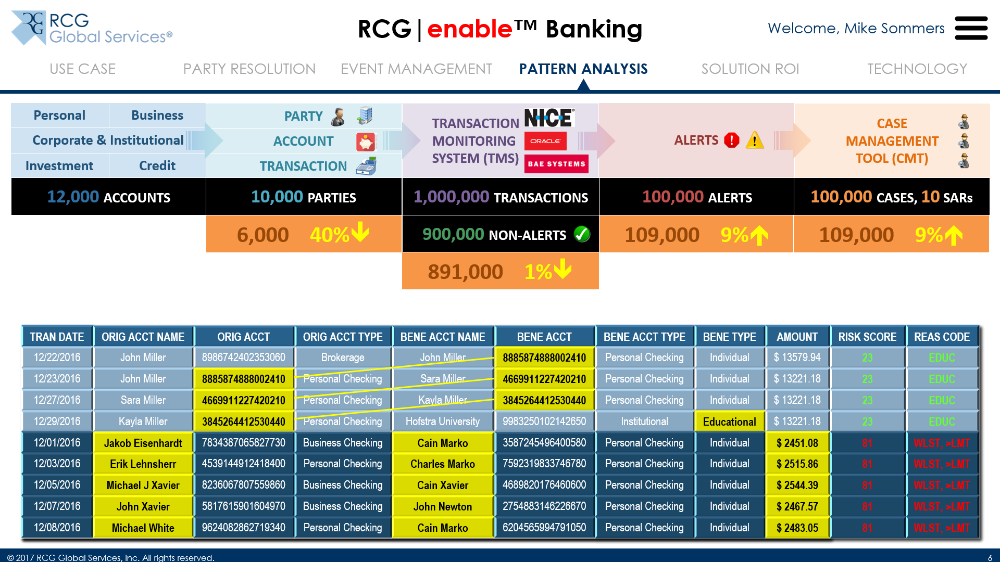 RCG
Global Services®
RCG|enable™ Banking
Welcome, Mike Sommers
USE CASE
PARTY RESOLUTION
EVENT MANAGEMENT
PATTERN ANALYSIS
SOLUTION ROI
TECHNOLOGY
Personal
Business
Corporate & Institutional
Investment
Credit
PARTY
ACCOUNT
TRANSACTION
TRANSACTION
MONITORING
SYSTEM (TMS)
NICE®
ORACLE
BAE SYSTEMS
ALERTS
CASE
MANAGEMENT
TOOL (CMT)
12,000 ACCOUNTS
10,000 PARTIES
1,000,000 TRANSACTIONS
100,000 ALERTS
100,000 CASES, 10 SARs
6,000 40%
900,000 NON-ALERTS
109,000 9%
109,000 9%
891,000 1%
TRAN DATE ORIG ACCT NAME ORIG ACCT ORIG ACCT TYPE BENE ACCT NAME BENE ACCT BENE ACCT TYPE BENE TYPE AMOUNT RISK SCORE REAS CODE
12/22/2016 John Miller 8986742402353060 Brokerage John Miller 8885874888002410 Personal Checking Individual $ 13579.94 23 EDUC
12/23/2016 John Miller 8885874888002410 Personal Checking Sara Miller 4669911227420210 Personal Checking Individual $ 13221.18 23 EDUC
12/27/2016 Sara Miller 4669911227420210 Personal Checking Kayla Miller 3845264412530440 Personal Checking Individual $ 13221.18 23 EDUC
12/29/2016 Kayla Miller 3845264412530440 Personal Checking Hofstra University 9983250102142650 Institutional Educational $ 13221.18 23 EDUC
12/01/2016 Jakob Eisenhardt 7834387065827730 Business Checking Cain Marko 3587245496400580 Personal Checking Individual $ 2451.08 81 WLST, >LMT
12/03/2016 Erik Lehnsherr 4539144912418400 Personal Checking Charles Marko 7592319833746780 Personal Checking Individual $ 2515.86 81 WLST, >LMT
12/05/2016 Michael J Xavier 8236067807559860 Business Checking Cain Xavier 4689820176460600 Personal Checking Individual $ 2544.39 81 WLST, >LMT
12/07/2016 John Xavier 5817615901604970 Business Checking John Newton 2754883146226670 Personal Checking Individual $ 2467.57 81 WLST, >LMT
12/08/2016 Michael White 9624082862719340 Personal Checking Cain Marko 6204565994791050 Personal Checking Individual $ 2483.05 81 WLST, >LMT
© 2017 RCG Global Services, Inc. All rights reserved.
6